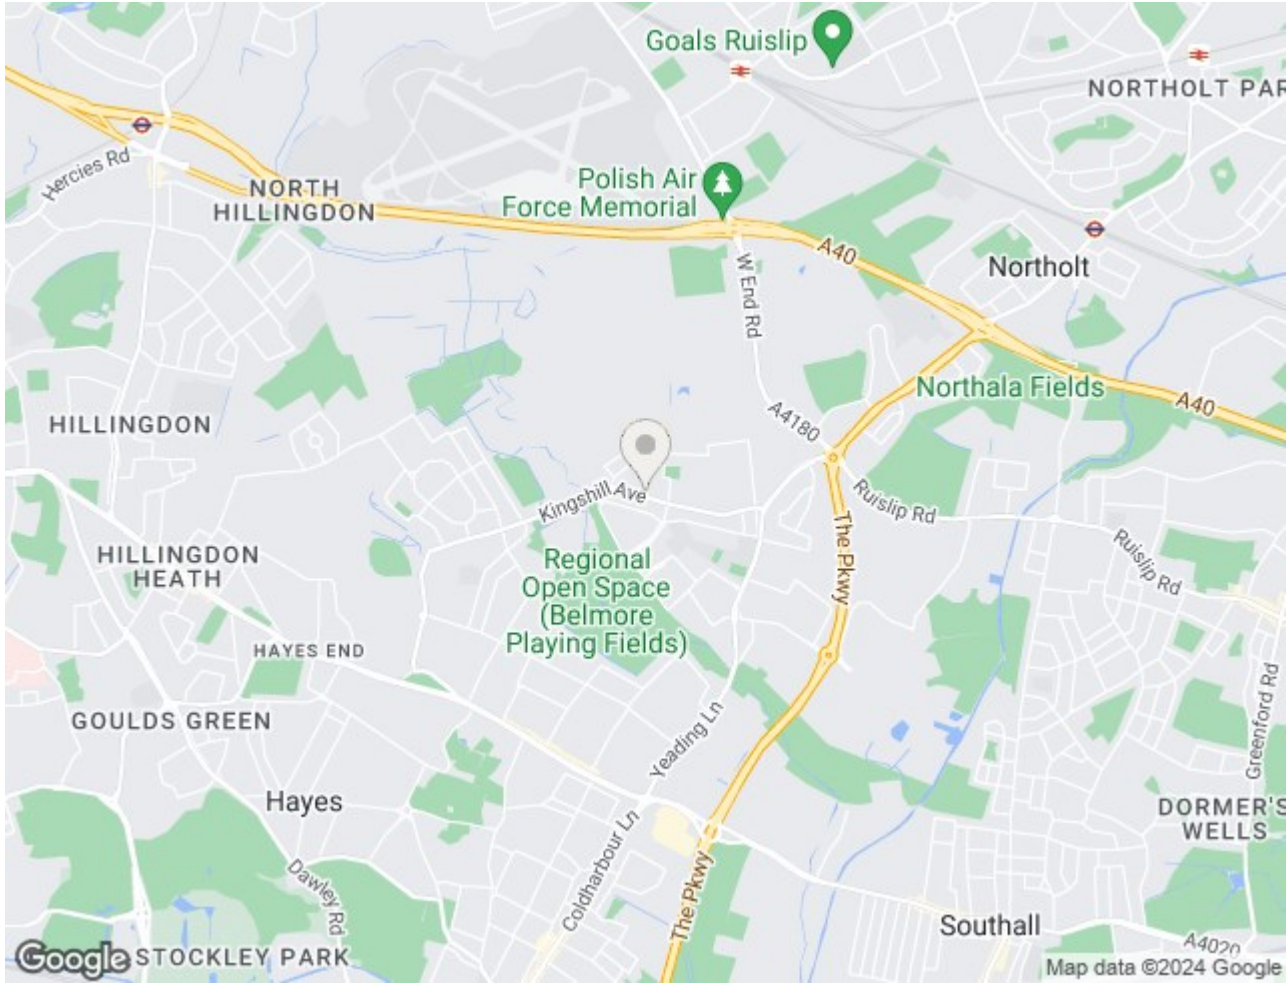 Goals Ruislip
NORTHOLT PAR
Hercies Rd
NORTH
HILLINGDON
Polish Air
Force Memorial
A40
Northolt
W End Rd
Northala Fields
A40
HILLINGDON
A4180
Kingshill Ave
Ruislip Rd
The Pkwy
Ruislip Rd
HILLINGDON
HEATH
Regional
Open Space
(Belmore
Playing Fields)
HAYES END
GOULDS GREEN
Yeading Ln
Greenford Rd
Hayes
DORMER'S
WELLS
Coldharbour Ln
Dawley Rd
The Pkwy
Southall
A4020
Google
STOCKLEY PARK
Map data ©2024 Google